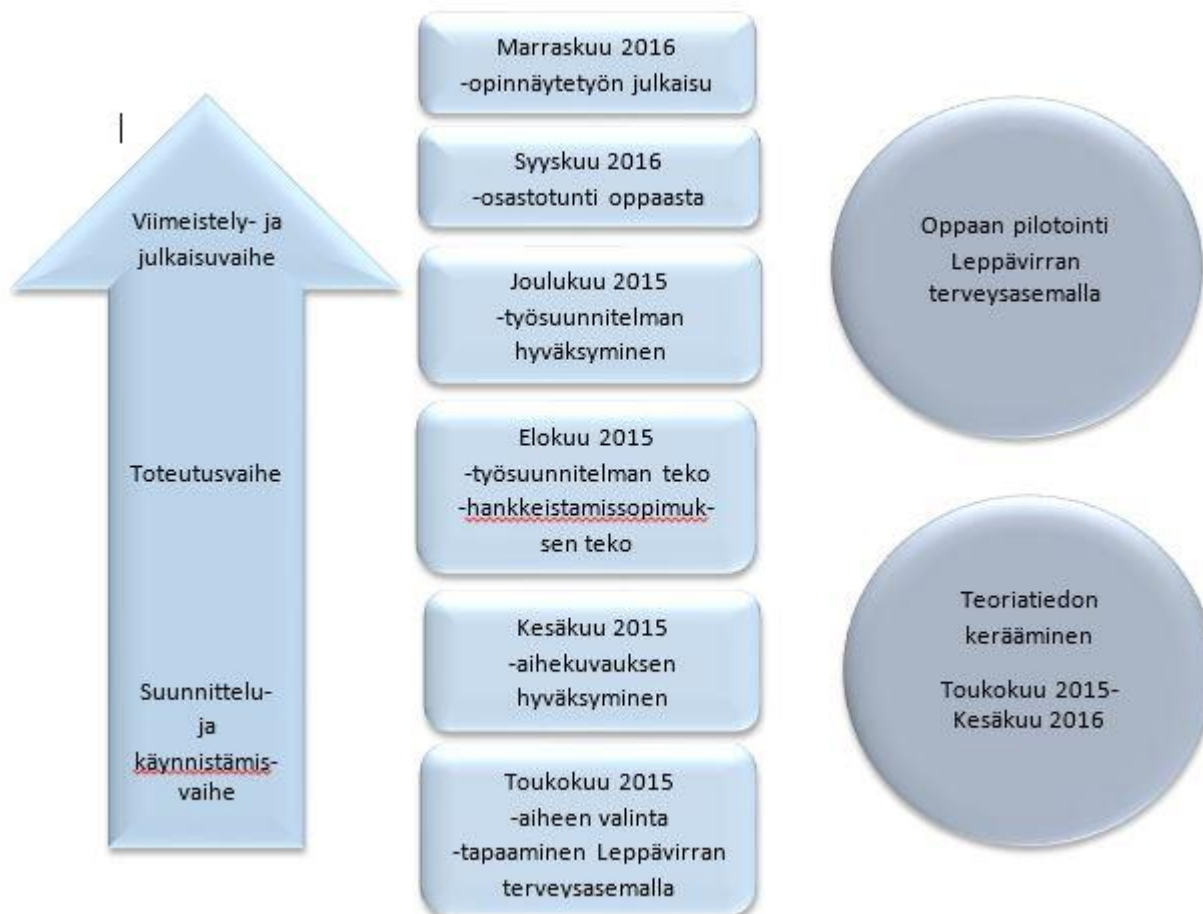 Viimeistely- ja
julkaisuvaihe
Toteutusvaihe
Suunnittelu-
ja
käynnistämis-
vaihe
Marraskuu 2016
-opinnäytetyön julkaisu
Syyskuu 2016
-osastotunti oppaasta
Joulukuu 2015
-työsuunnitelman
hyväksyminen
Elokuu 2015
-työsuunnitelman teko
-hankkeistamissopimuk-
sen teko
Kesäkuu 2015
-aihekuvauksen
hyväksyminen
Toukokuu 2015
-aiheen valinta
-tapaaminen Leppävirran
terveysasemalla
Oppaan pilotointi
Leppävirran
terveysasemalla
Teoriatiedon
kerääminen
Toukokuu 2015-
Kesäkuu 2016